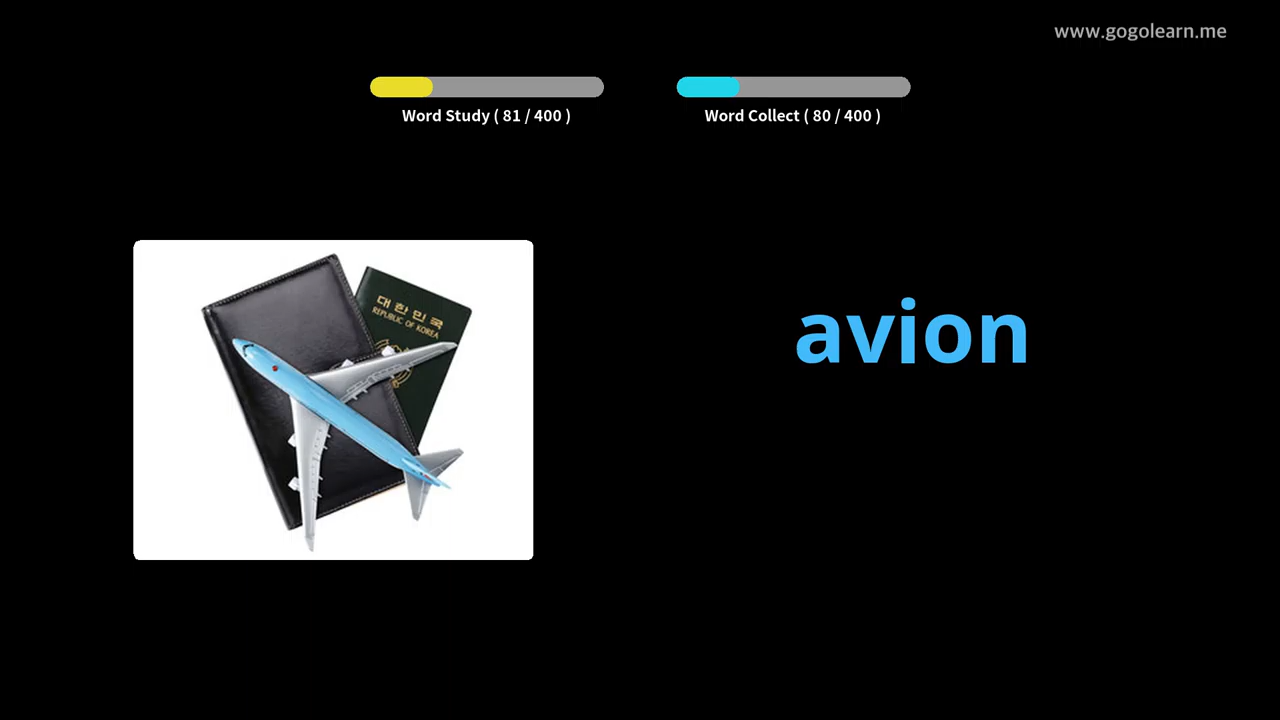 www.gogolearn.me
Word Study ( 81 / 400 )
Word Collect ( 80 / 400 )
대한민국
REPUBLIC OF KOREA
avion